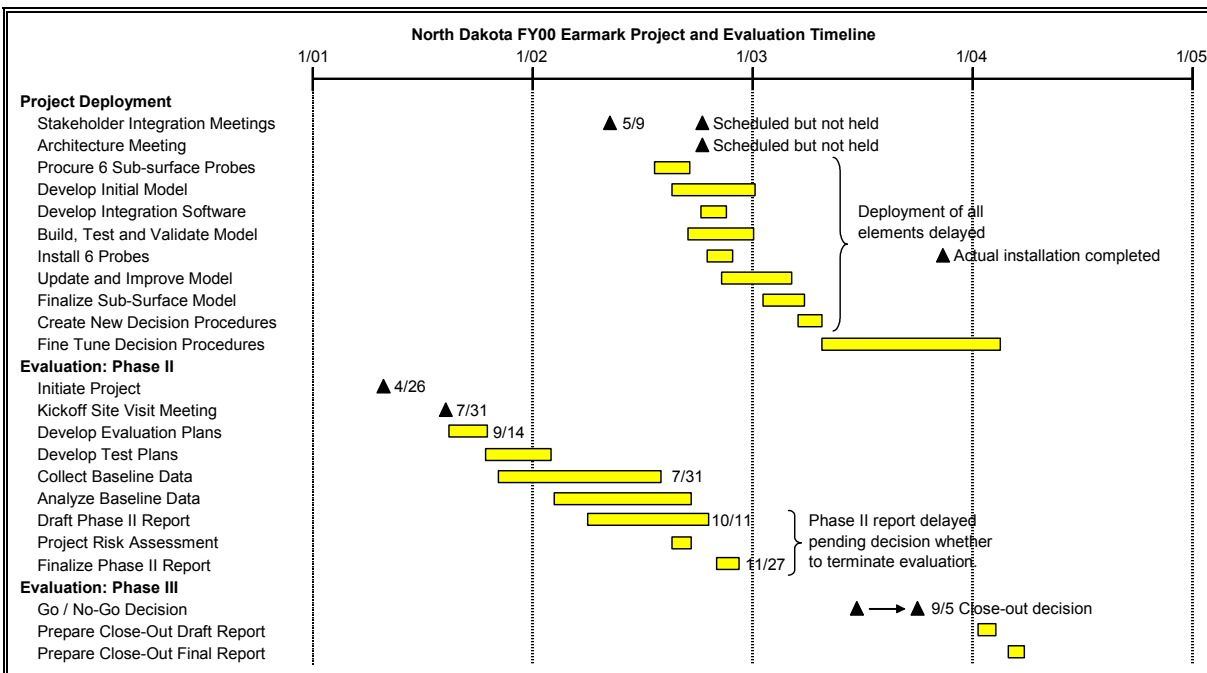 North Dakota FY00 Earmark Project and Evaluation Timeline
1/01 1/02 1/03 1/04 1/05
Project Deployment
Stakeholder Integration Meetings 5/9 Scheduled but not held
Architecture Meeting Scheduled but not held
Procure 6 Sub-surface Probes
Develop Initial Model
Develop Integration Software Deployment of all
Build, Test and Validate Model elements delayed
Install 6 Probes Actual installation completed
Update and Improve Model
Finalize Sub-Surface Model
Create New Decision Procedures
Fine Tune Decision Procedures
Evaluation: Phase II
Initiate Project 4/26
Kickoff Site Visit Meeting 7/31
Develop Evaluation Plans 9/14
Develop Test Plans
Collect Baseline Data 7/31
Analyze Baseline Data
Draft Phase II Report 10/11 Phase II report delayed
Project Risk Assessment pending decision whether
Finalize Phase II Report 11/27 to terminate evaluation.
Evaluation: Phase III
Go / No-Go Decision 9/5 Close-out decision
Prepare Close-Out Draft Report
Prepare Close-Out Final Report